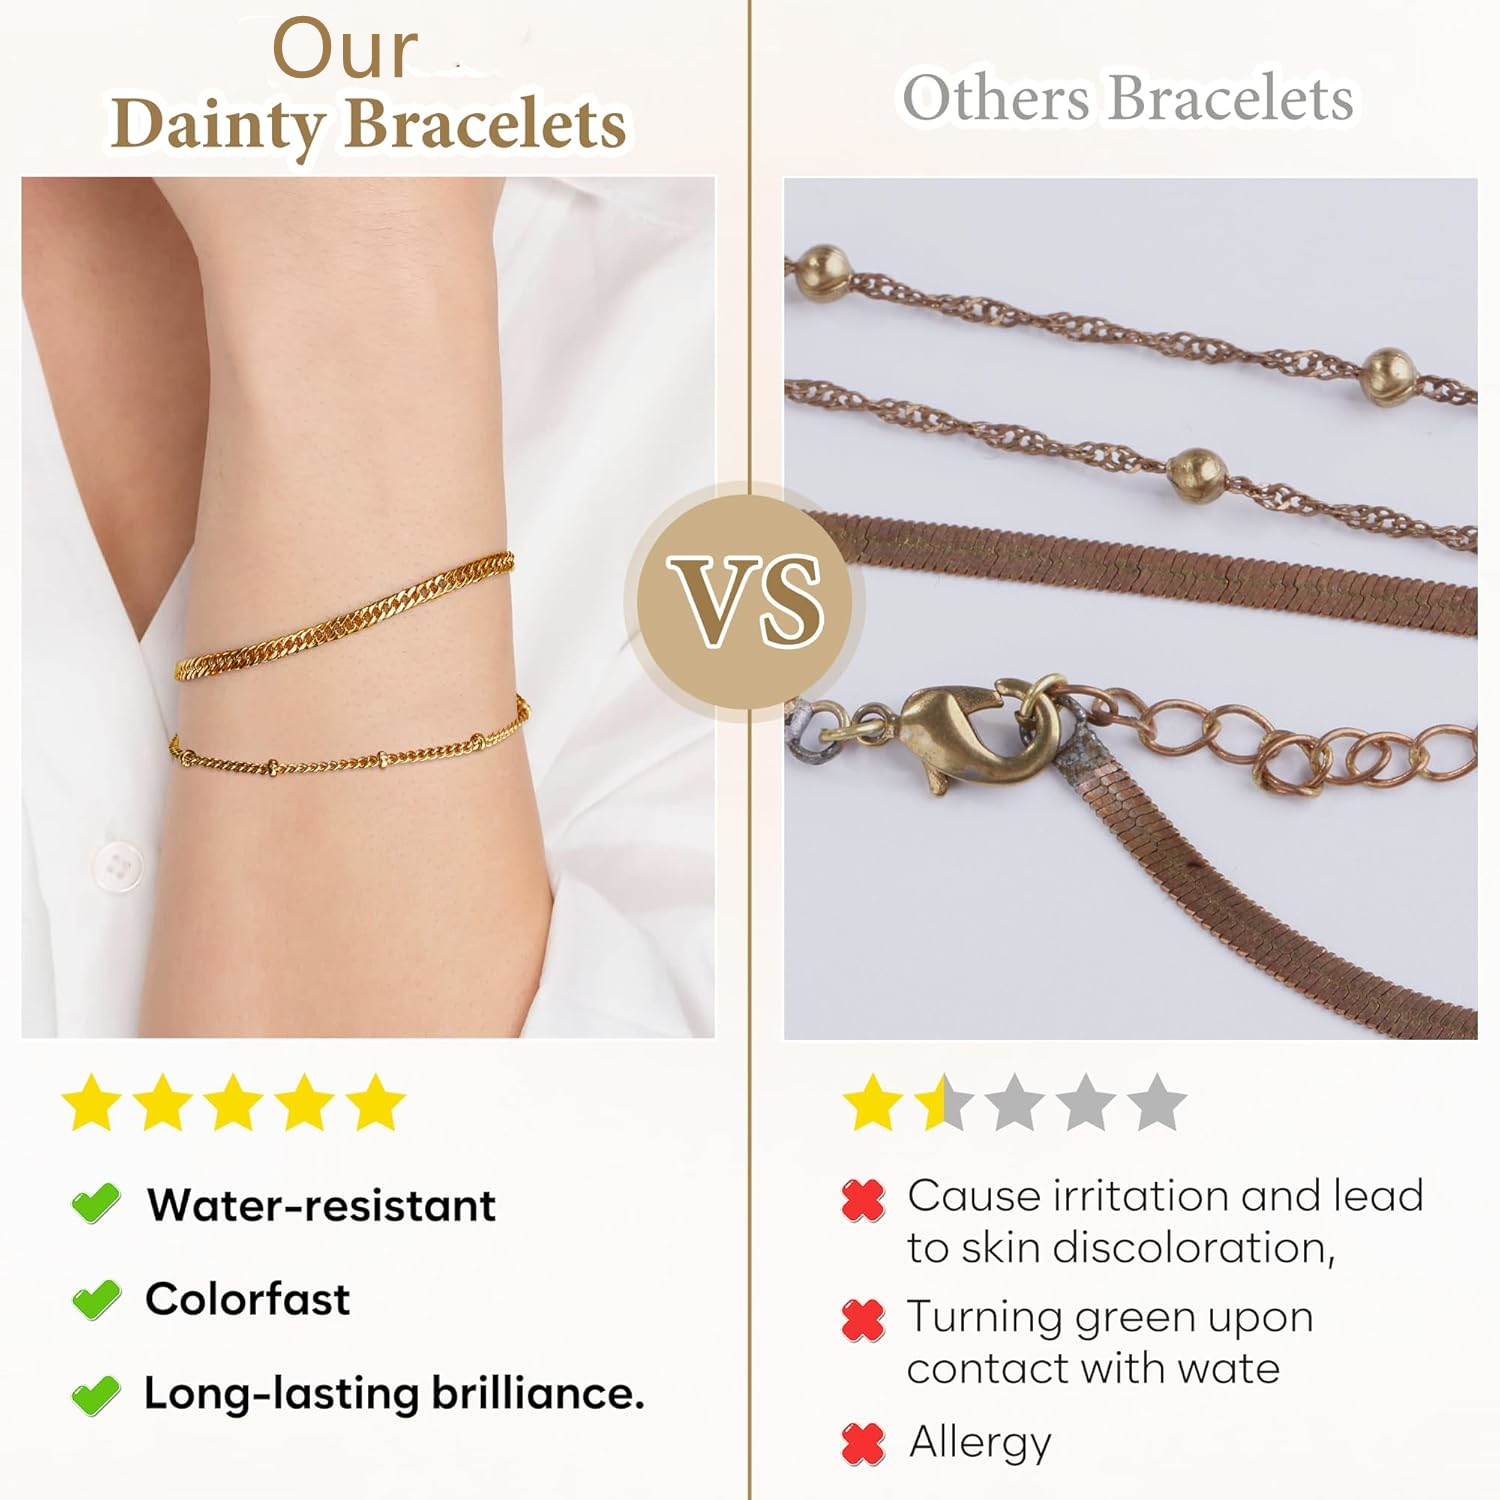 Our
Dainty Bracelets
Others Bracelets
VS
Water-resistant
Colorfast
Long-lasting brilliance.
Cause irritation and lead
to skin discoloration,
Turning green upon
contact with wate
Allergy